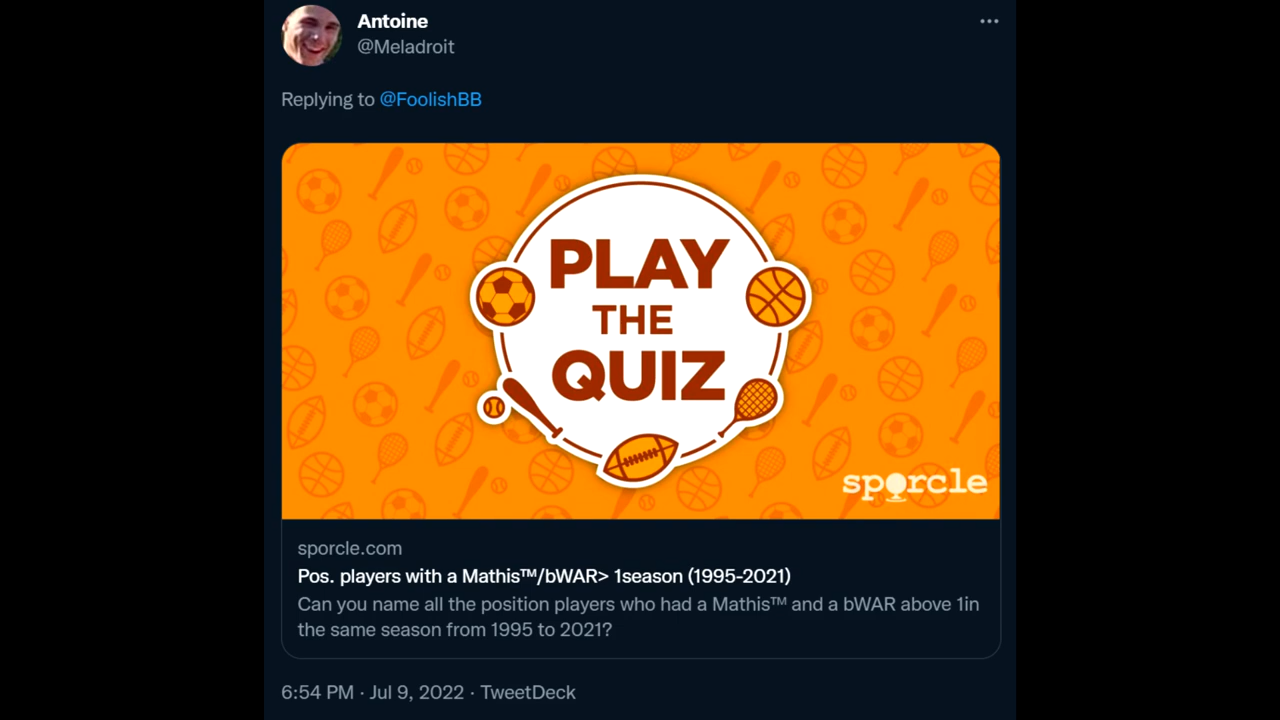 Antoine
@Meladroit
Replying to @FoolishBB
PLAY
THE
QUIZ
sporcle
sporcle.com
Pos. players with a Mathis™/bWAR> 1season (1995-2021)
Can you name all the position players who had a Mathis™ and a bWAR above 1in
the same season from 1995 to 2021?
6:54 PM · Jul 9, 2022 · TweetDeck